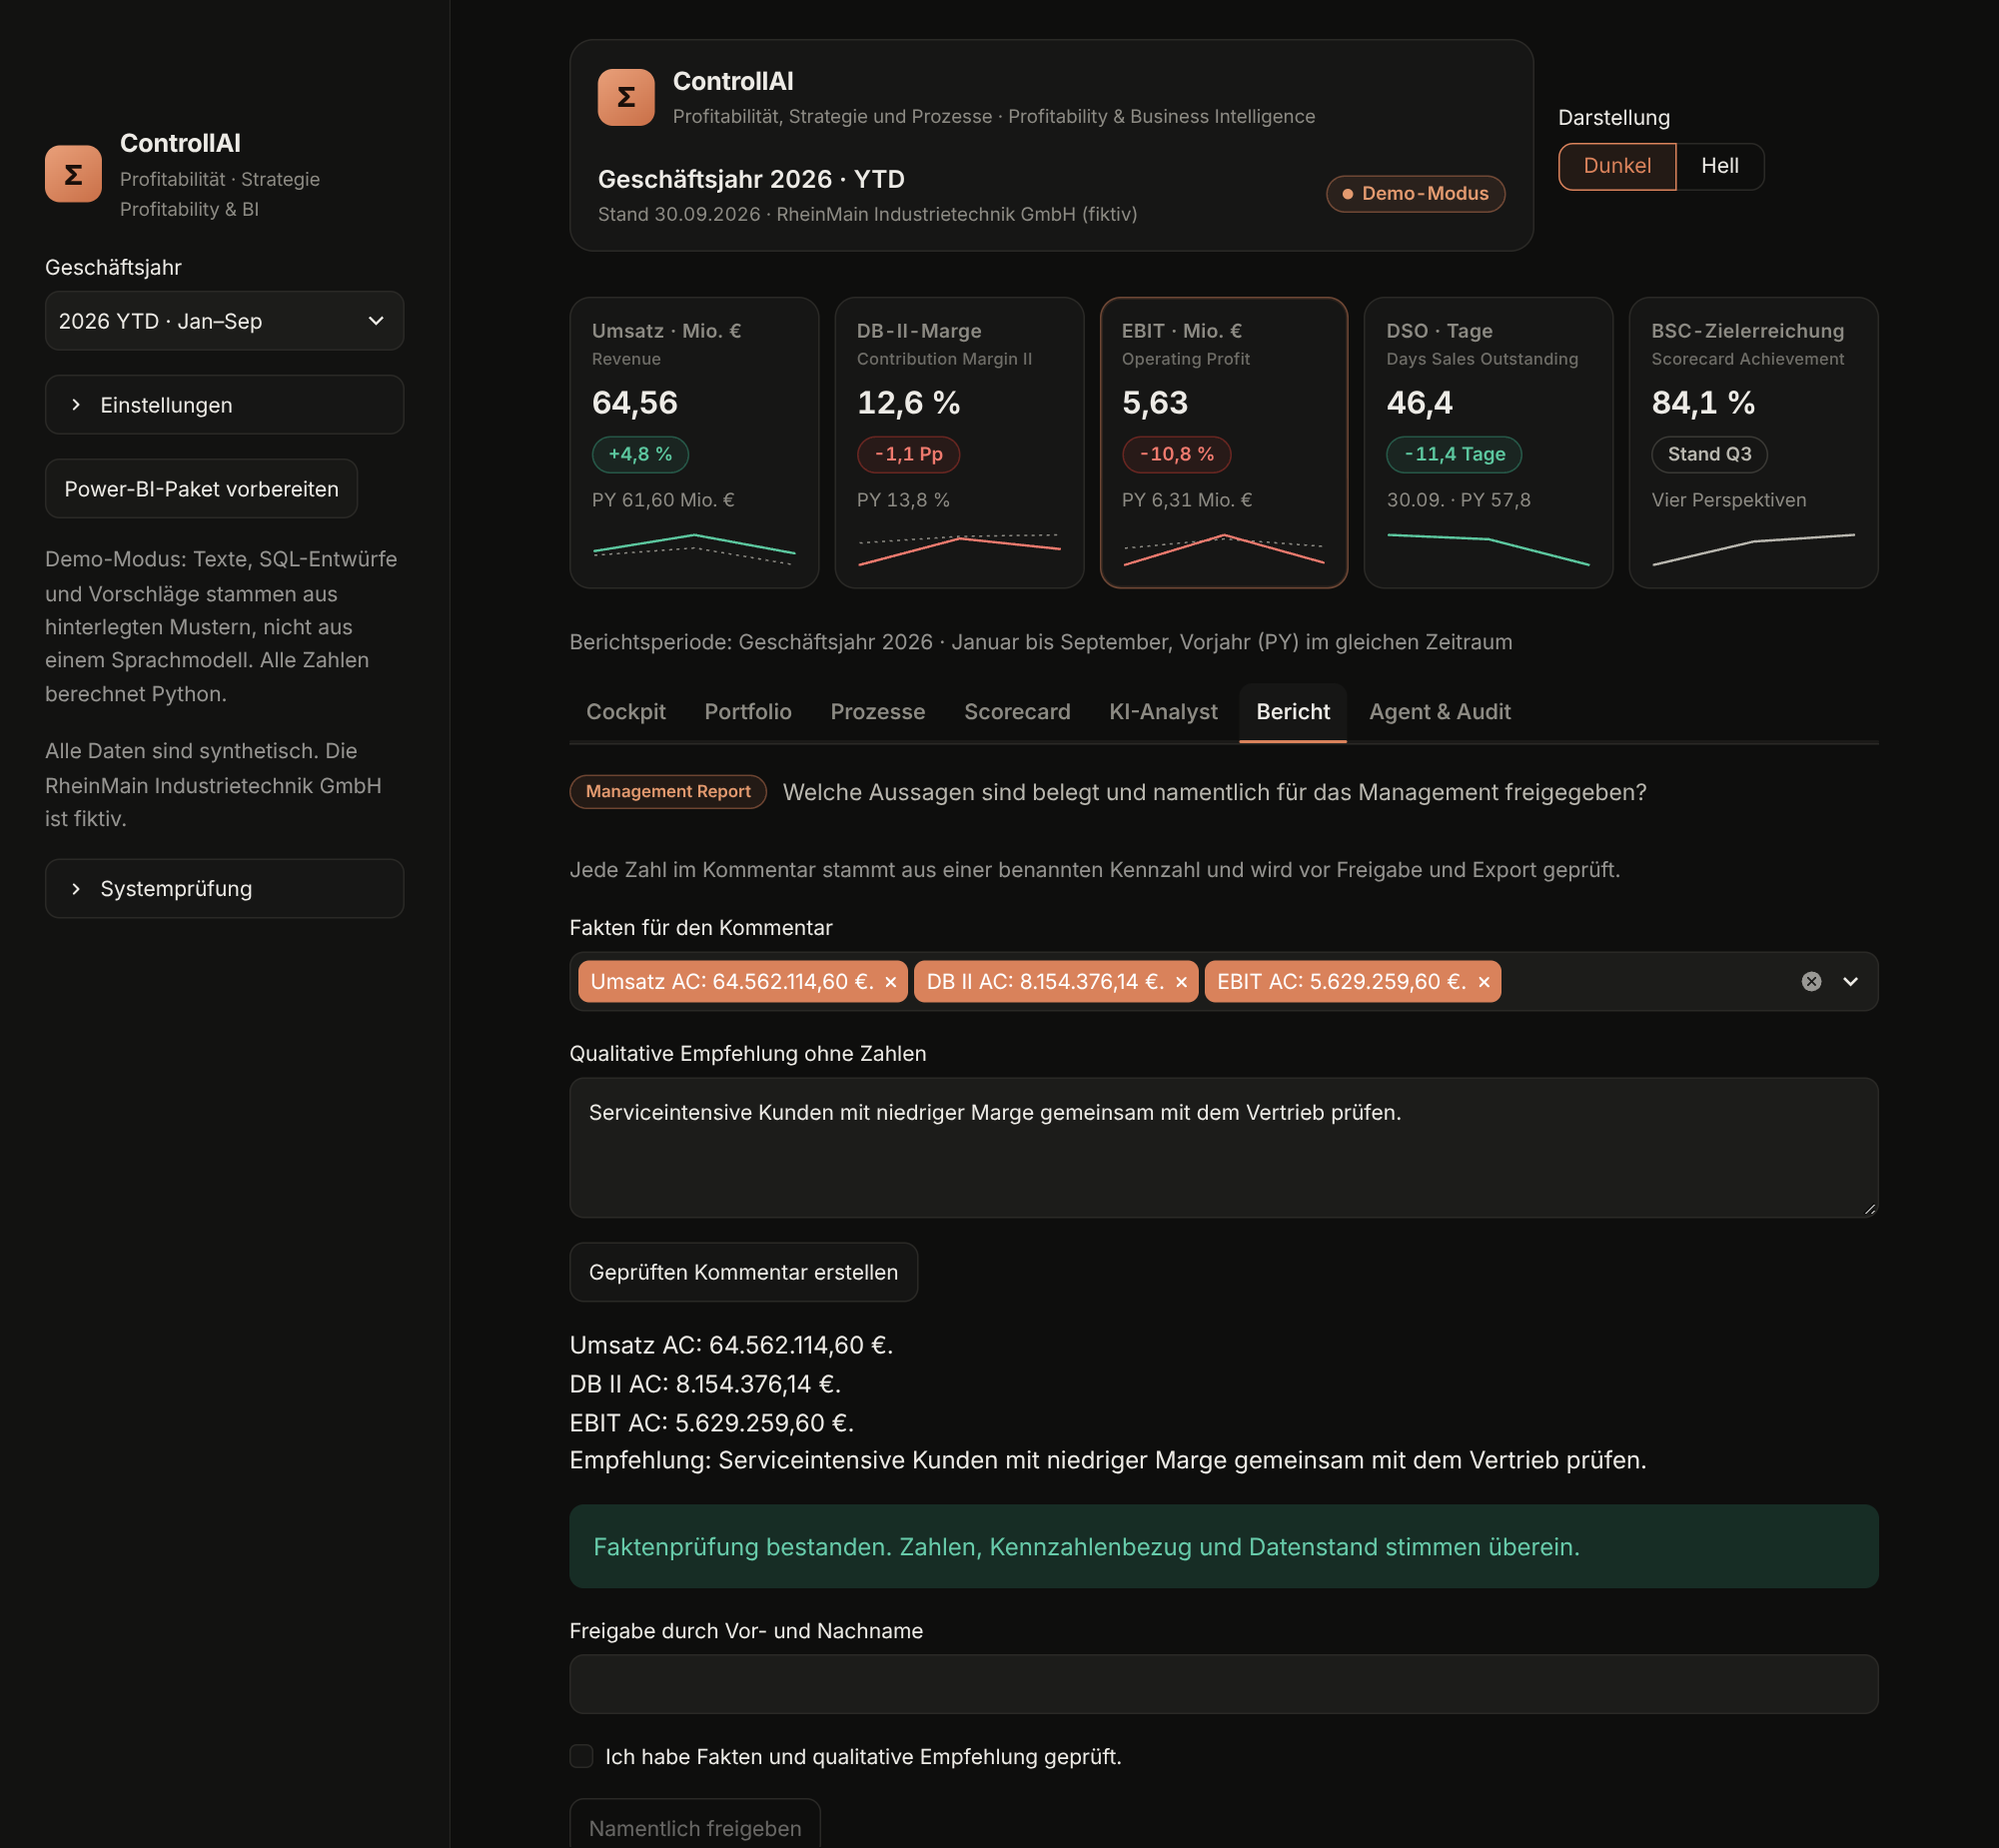 ControllAI
Profitabilität · Strategie
Profitability & BI
Geschäftsjahr
2026 YTD · Jan–Sep
Einstellungen
Power-BI-Paket vorbereiten
Demo-Modus: Texte, SQL-Entwürfe
und Vorschläge stammen aus
hinterlegten Mustern, nicht aus
einem Sprachmodell. Alle Zahlen
berechnet Python.
Alle Daten sind synthetisch. Die
RheinMain Industrietechnik GmbH
ist fiktiv.
Systemprüfung
Σ ControllAI
Profitabilität, Strategie und Prozesse · Profitability & Business Intelligence
Geschäftsjahr 2026 · YTD
Stand 30.09.2026 · RheinMain Industrietechnik GmbH (fiktiv)
Demo-Modus
Darstellung
Dunkel Hell
Umsatz · Mio. €
Revenue
64,56
+4,8 %
PY 61,60 Mio. €
DB-II-Marge
Contribution Margin II
12,6 %
-1,1 Pp
PY 13,8 %
EBIT · Mio. €
Operating Profit
5,63
-10,8 %
PY 6,31 Mio. €
DSO · Tage
Days Sales Outstanding
46,4
-11,4 Tage
30.09. · PY 57,8
BSC-Zielerreichung
Scorecard Achievement
84,1 %
Stand Q3
Vier Perspektiven
Berichtsperiode: Geschäftsjahr 2026 · Januar bis September, Vorjahr (PY) im gleichen Zeitraum
Cockpit Portfolio Prozesse Scorecard KI-Analyst Bericht Agent & Audit
Management Report Welche Aussagen sind belegt und namentlich für das Management freigegeben?
Jede Zahl im Kommentar stammt aus einer benannten Kennzahl und wird vor Freigabe und Export geprüft.
Fakten für den Kommentar
Umsatz AC: 64.562.114,60 €. DB II AC: 8.154.376,14 €. EBIT AC: 5.629.259,60 €.
Qualitative Empfehlung ohne Zahlen
Serviceintensive Kunden mit niedriger Marge gemeinsam mit dem Vertrieb prüfen.
Geprüften Kommentar erstellen
Umsatz AC: 64.562.114,60 €.
DB II AC: 8.154.376,14 €.
EBIT AC: 5.629.259,60 €.
Empfehlung: Serviceintensive Kunden mit niedriger Marge gemeinsam mit dem Vertrieb prüfen.
Faktenprüfung bestanden. Zahlen, Kennzahlenbezug und Datenstand stimmen überein.
Freigabe durch Vor- und Nachname
Ich habe Fakten und qualitative Empfehlung geprüft.
Namentlich freigeben